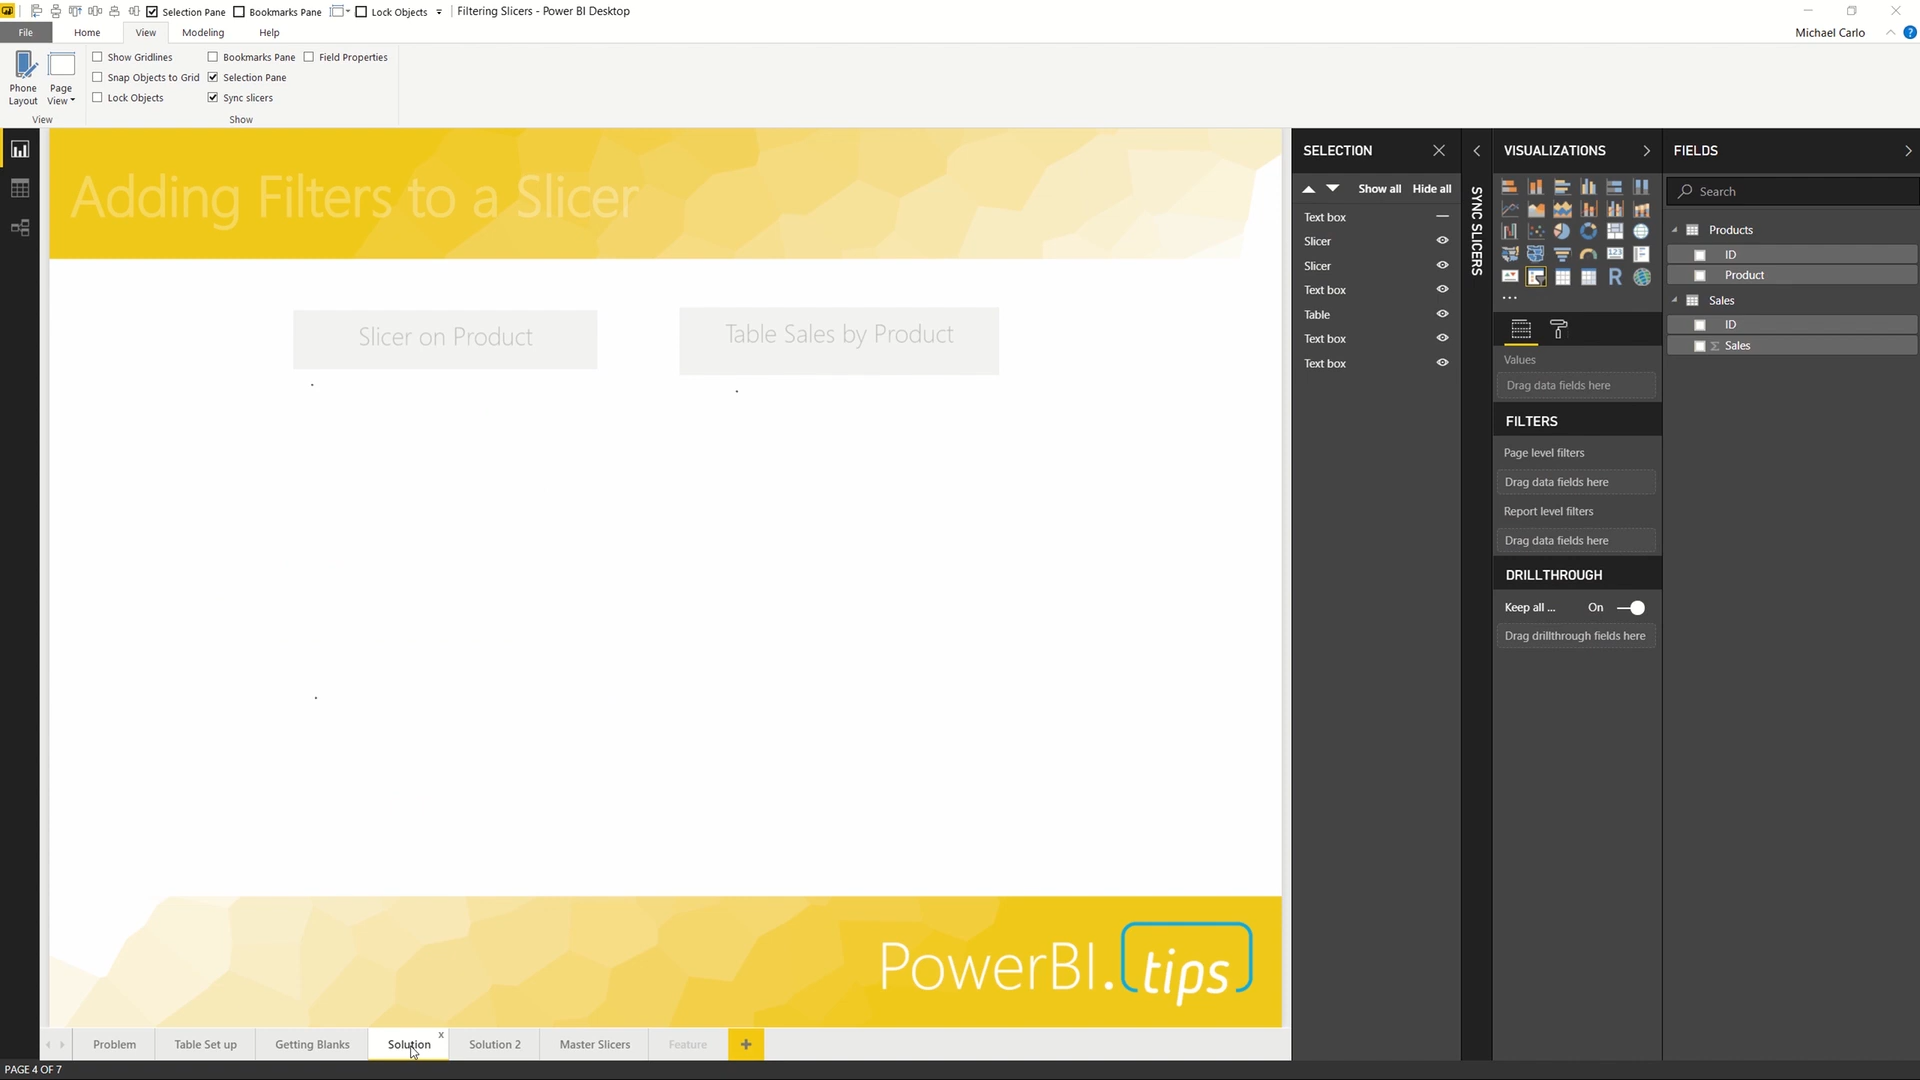 Selection Pane Bookmarks Pane Lock Objects Filtering Slicers - Power BI Desktop
File Home View Modeling Help Michael Carlo ?
Show Gridlines Bookmarks Pane Field Properties
Snap Objects to Grid Selection Pane
Lock Objects Sync slicers
Phone Layout
Page View
View Show
Adding Filters to a Slicer
Slicer on Product
Table Sales by Product
PowerBI.tips
SELECTION
Show all Hide all
Text box
Slicer
Slicer
Text box
Table
Text box
Text box
SYNC SLICERS
VISUALIZATIONS
R
Values
Drag data fields here
FILTERS
Page level filters
Drag data fields here
Report level filters
Drag data fields here
DRILLTHROUGH
Keep all ... On
Drag drillthrough fields here
FIELDS
Search
Products
ID
Product
Sales
ID
Σ Sales
Problem Table Set up Getting Blanks Solution x Solution 2 Master Slicers Feature +
PAGE 4 OF 7